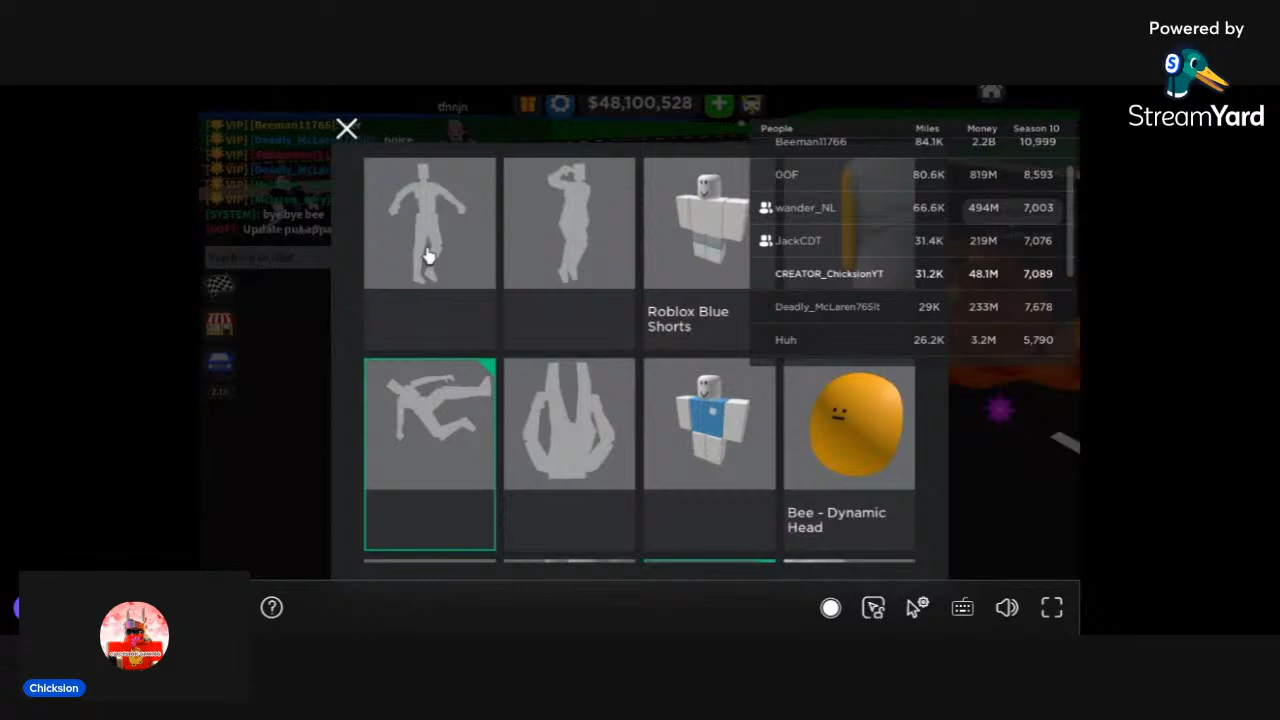 Powered by
StreamYard
tfnnjn
$48,100,528
[VIP] [Beeman11766]
noice
People Miles Money Season 10
Beeman11766 84.1K 2.2B 10,999
0OF 80.6K 819M 8,593
wander_NL 66.6K 494M 7,003
JackCDT 31.4K 219M 7,076
CREATOR_ChicksionYT 31.2K 48.1M 7,089
Deadly_McLaren765lt 29K 233M 7,678
Huh 26.2K 3.2M 5,790
[SYSTEM]: bye bye bee
Roblox Blue
Shorts
Bee - Dynamic
Head
Chicksion